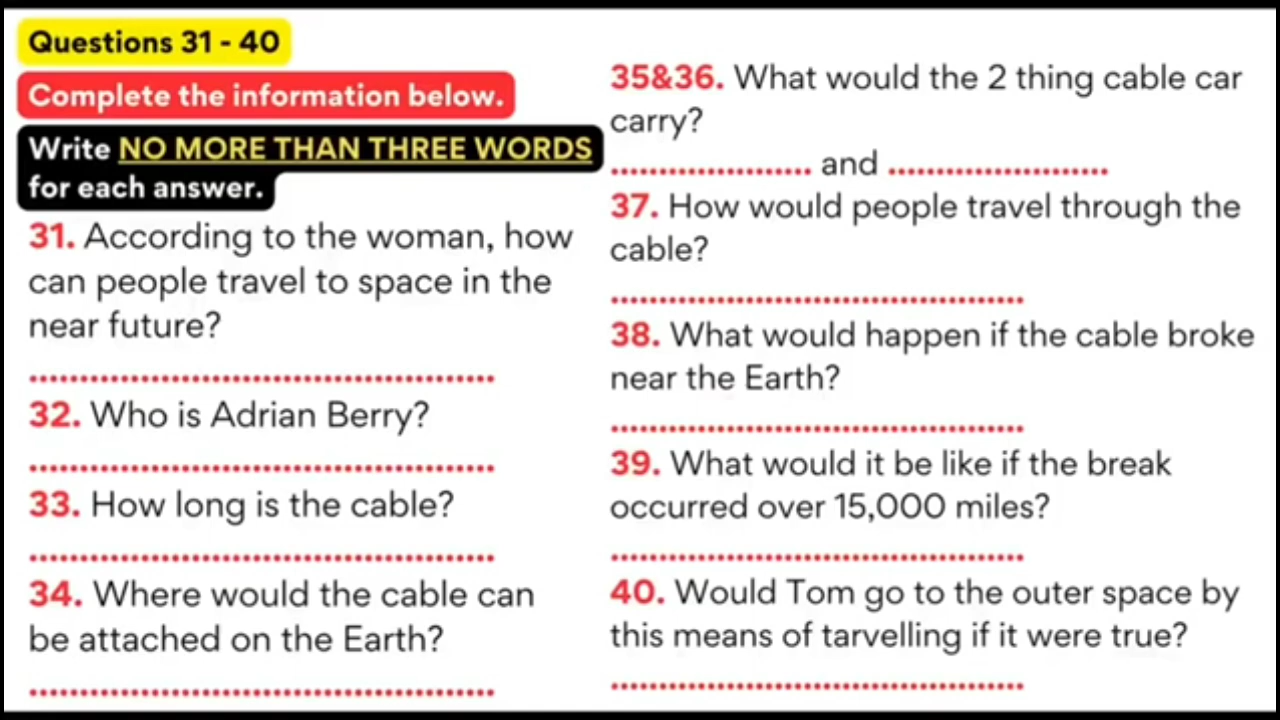 Questions 31 - 40
Complete the information below.
Write NO MORE THAN THREE WORDS
for each answer.
31. According to the woman, how
can people travel to space in the
near future?
................................................
32. Who is Adrian Berry?
................................................
33. How long is the cable?
................................................
34. Where would the cable can
be attached on the Earth?
................................................
35&36. What would the 2 thing cable car
carry?
..................... and .......................
37. How would people travel through the
cable?
...........................................
38. What would happen if the cable broke
near the Earth?
...........................................
39. What would it be like if the break
occurred over 15,000 miles?
...........................................
40. Would Tom go to the outer space by
this means of tarvelling if it were true?
...........................................